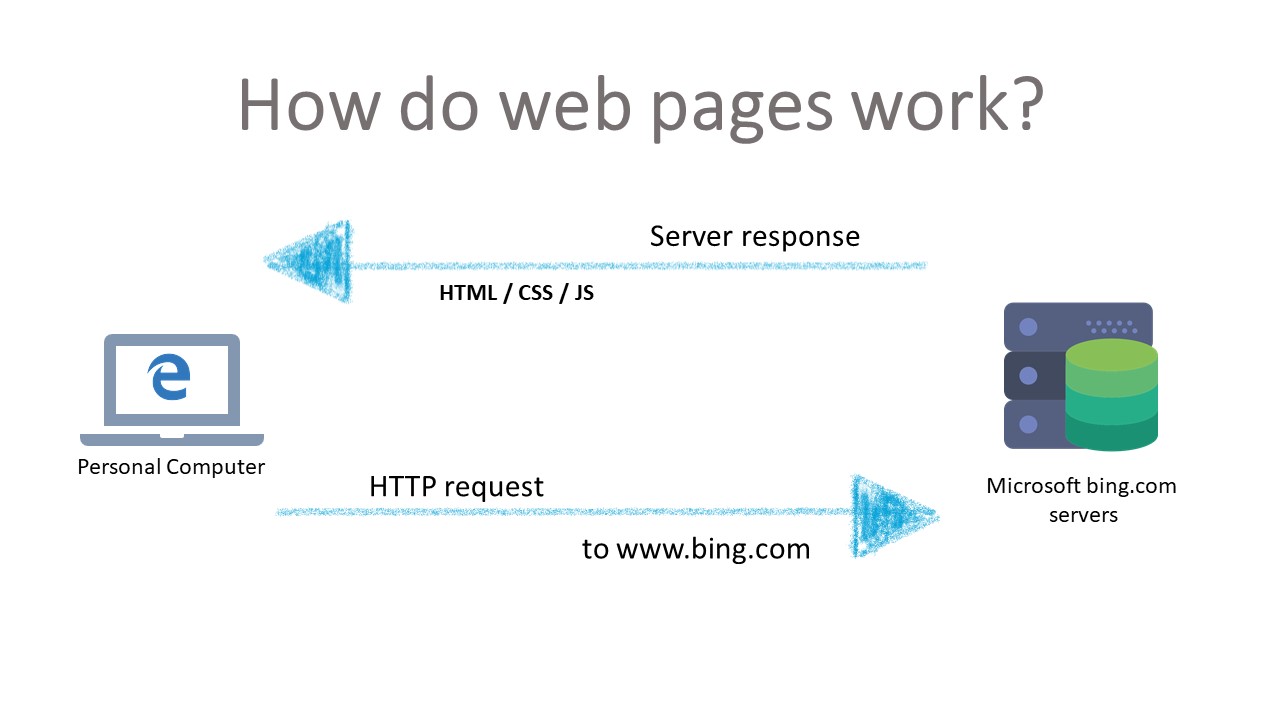 How do web pages work?
Server response
HTML / CSS / JS
Personal Computer
HTTP request
to www.bing.com
Microsoft bing.com
servers